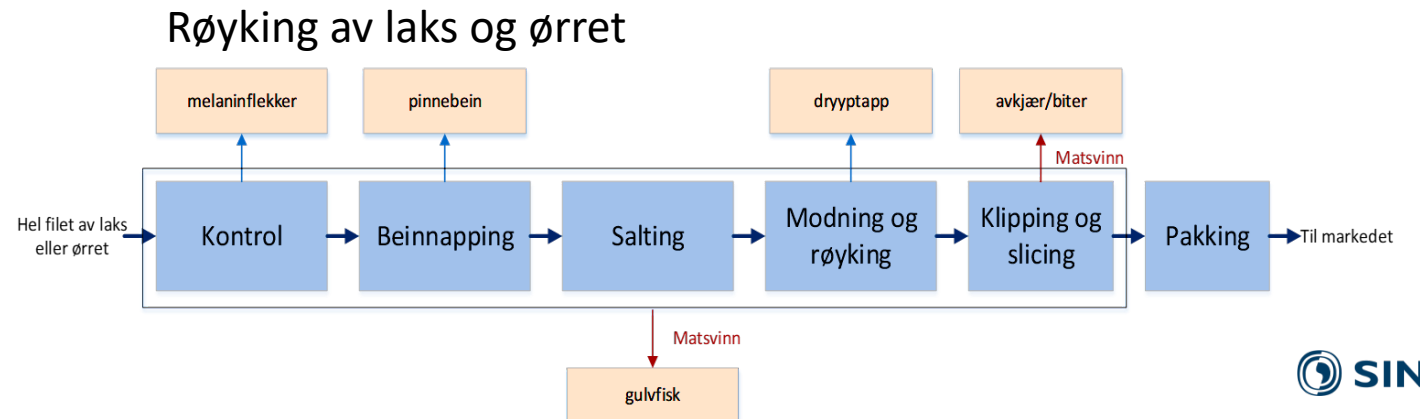 Røyking av laks og ørret
melaninflekker
pinnebein
dryyptapp
avkjær/biter
Matsvinn
Hel filet av laks
eller ørret
Kontrol
Beinnapping
Salting
Modning og
røyking
Klipping og
slicing
Pakking
Til markedet
Matsvinn
gulvfisk
SIN